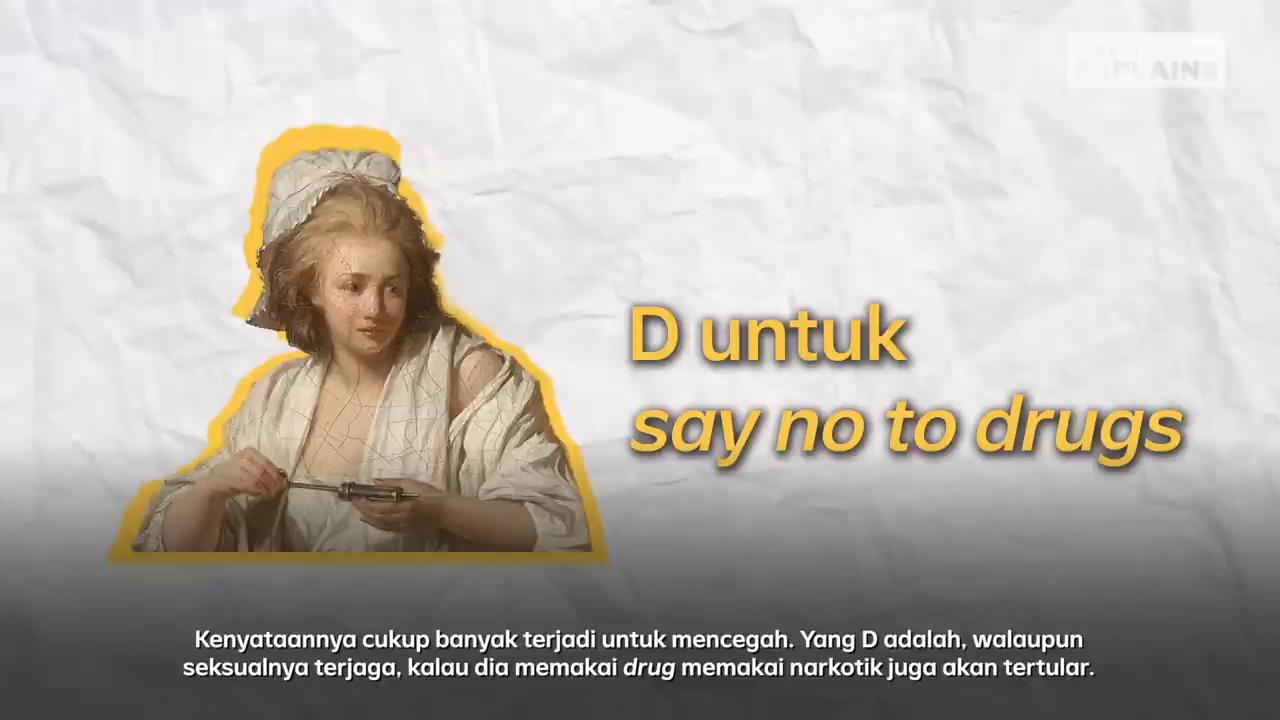 D untuk
say no to drugs
Kenyataannya cukup banyak terjadi untuk mencegah. Yang D adalah, walaupun
seksualnya terjaga, kalau dia memakai drug memakai narkotik juga akan tertular.